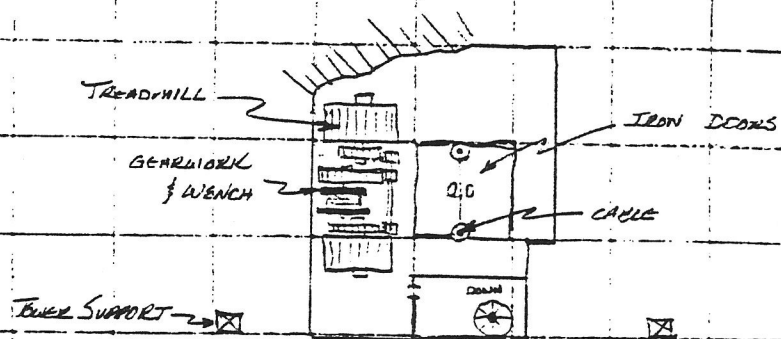 TREADMILL
IRON DOORS
GEARWORK
& WENCH
CABLE
DOWN
TOWER SUPPORT